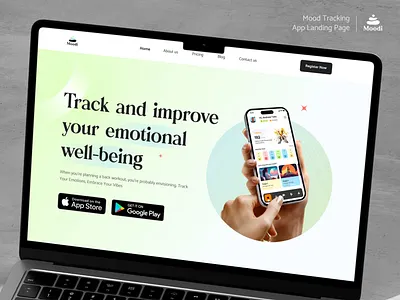 Mood Tracking
App Landing Page
Moodi
Moodi
Home
About us
Pricing
Blog
Contact us
Register Now
Track and improve
your emotional
well-being
When you're planning a back workout, you're probably envisioning. Track
Your Emotions, Embrace Your Vibes
Download on the
App Store
GET IT ON
Google Play